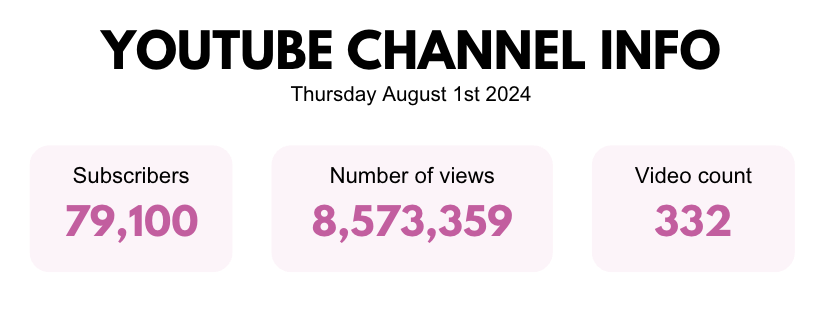 YOUTUBE CHANNEL INFO
Thursday August 1st 2024
Subscribers
79,100
Number of views
8,573,359
Video count
332